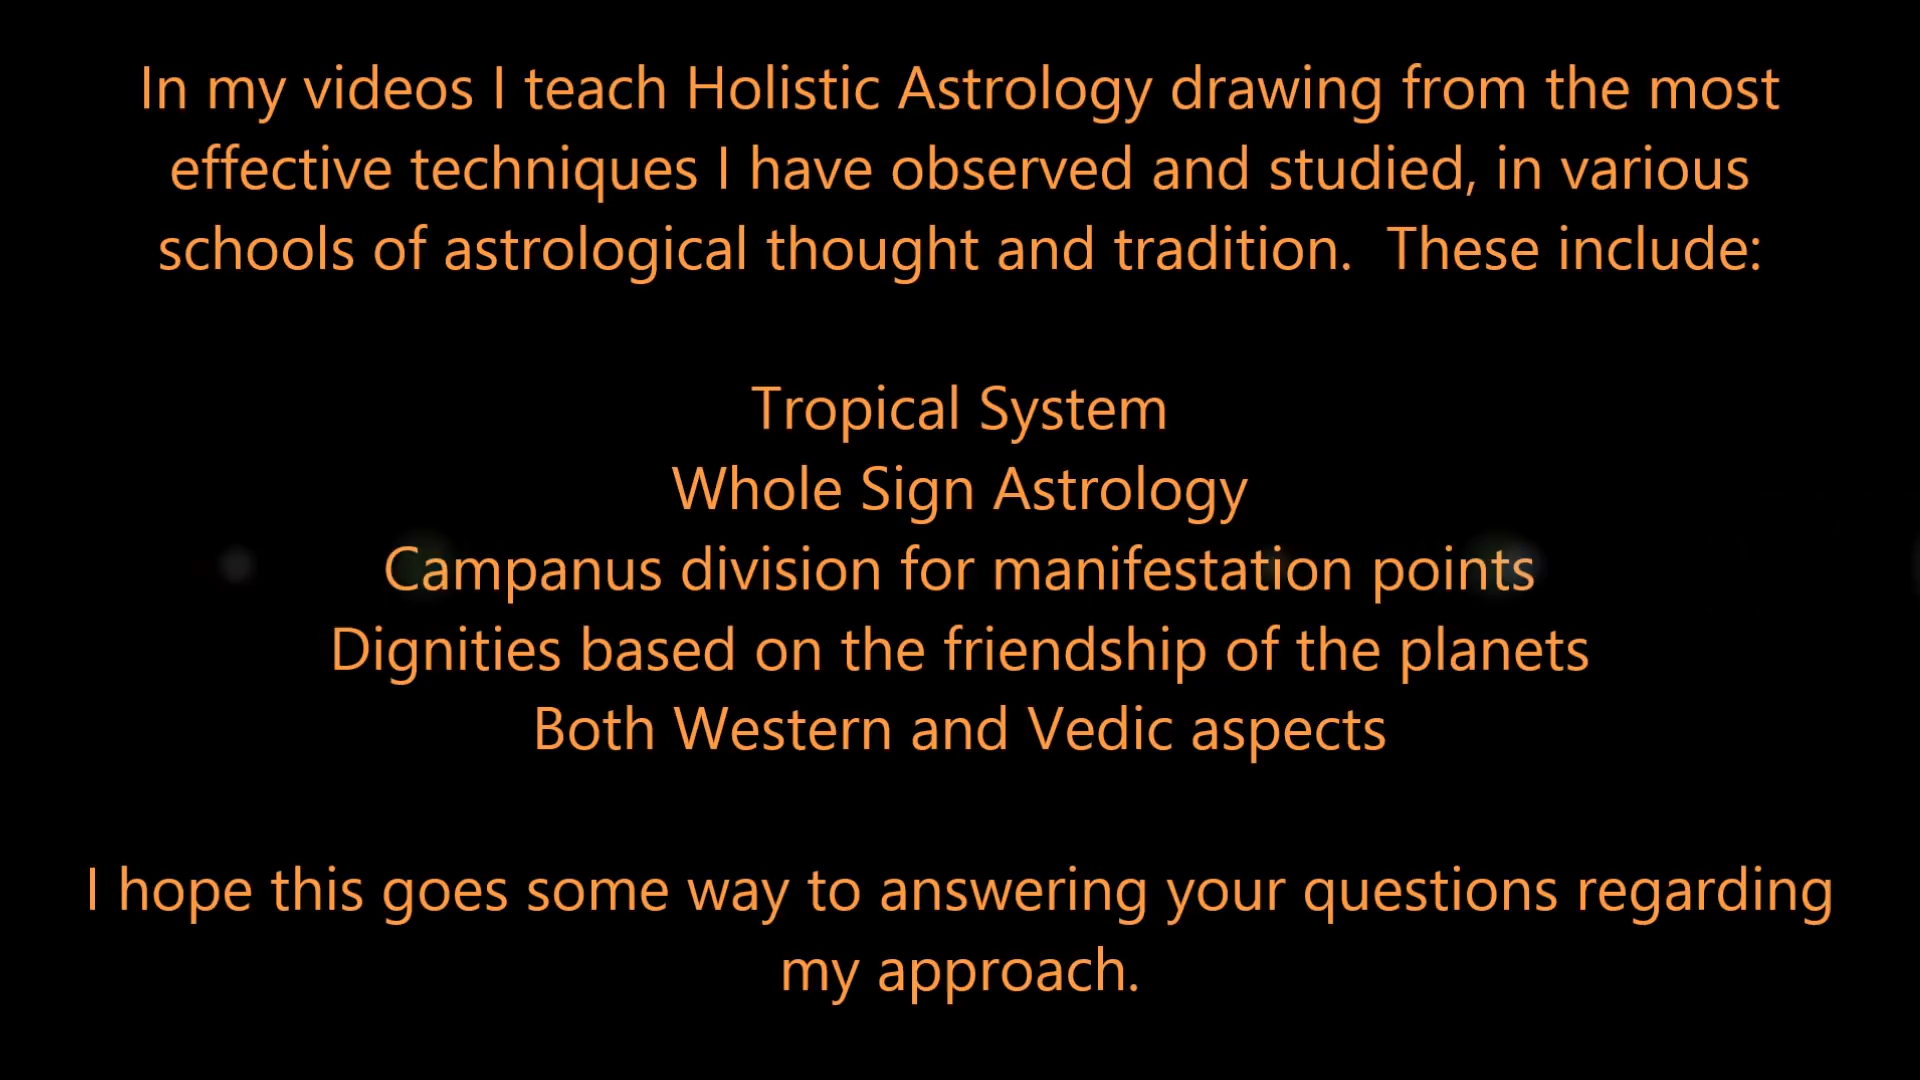 In my videos I teach Holistic Astrology drawing from the most
effective techniques I have observed and studied, in various
schools of astrological thought and tradition.  These include:
Tropical System
Whole Sign Astrology
Campanus division for manifestation points
Dignities based on the friendship of the planets
Both Western and Vedic aspects
I hope this goes some way to answering your questions regarding
my approach.